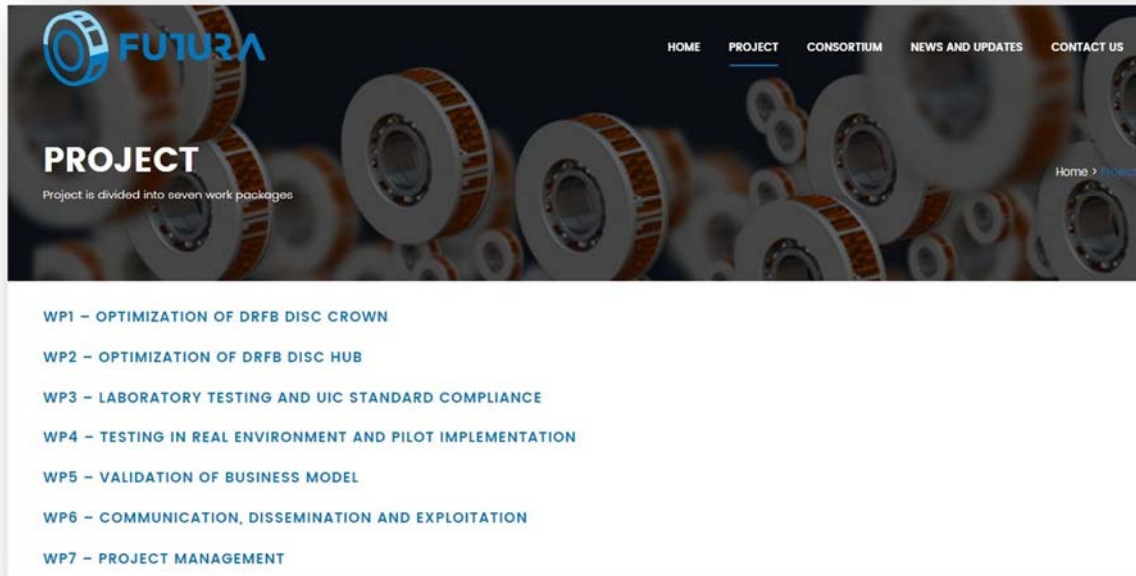 FUTURA
HOME PROJECT CONSORTIUM NEWS AND UPDATES CONTACT US
PROJECT
Project is divided into seven work packages
Home > Project
WP1 – OPTIMIZATION OF DRFB DISC CROWN
WP2 – OPTIMIZATION OF DRFB DISC HUB
WP3 – LABORATORY TESTING AND UIC STANDARD COMPLIANCE
WP4 – TESTING IN REAL ENVIRONMENT AND PILOT IMPLEMENTATION
WP5 – VALIDATION OF BUSINESS MODEL
WP6 – COMMUNICATION, DISSEMINATION AND EXPLOITATION
WP7 – PROJECT MANAGEMENT